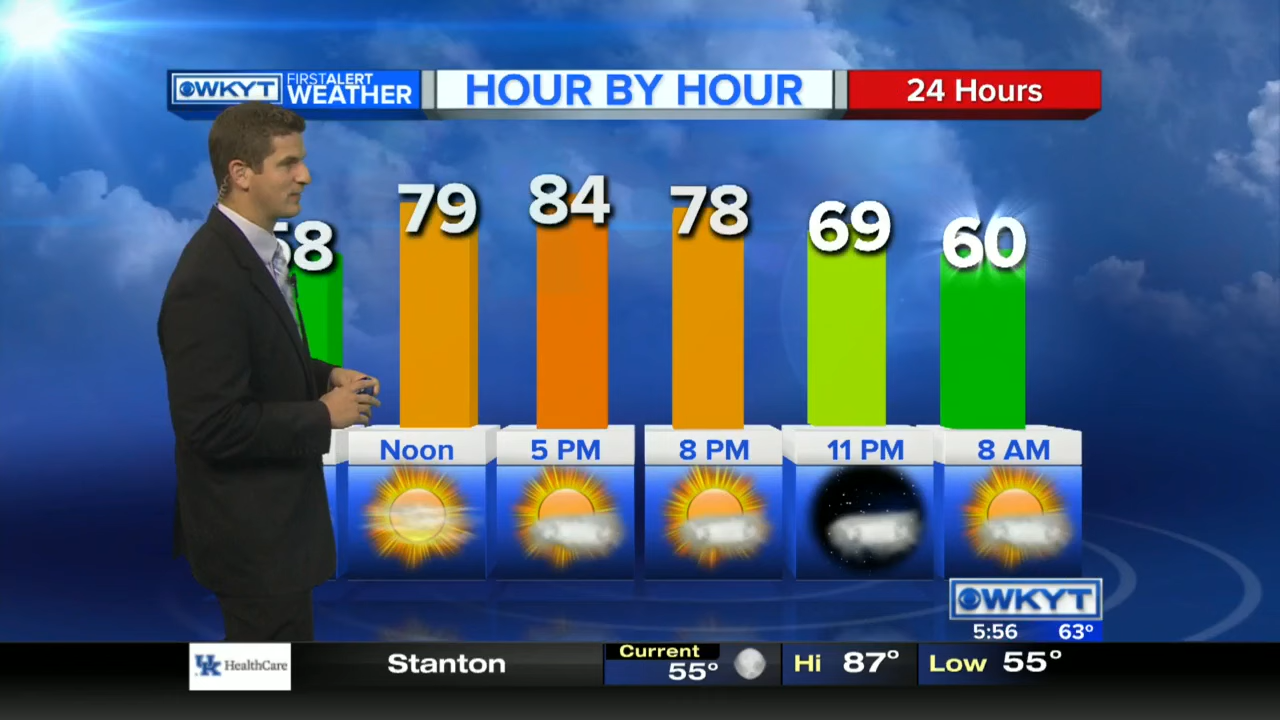 WKYT
FIRST ALERT
WEATHER
HOUR BY HOUR
24 Hours
79
84
78
69
60
Noon
5 PM
8 PM
11 PM
8 AM
WKYT
5:56 63°
UK HealthCare
Stanton
Current
55°
Hi 87°
Low 55°